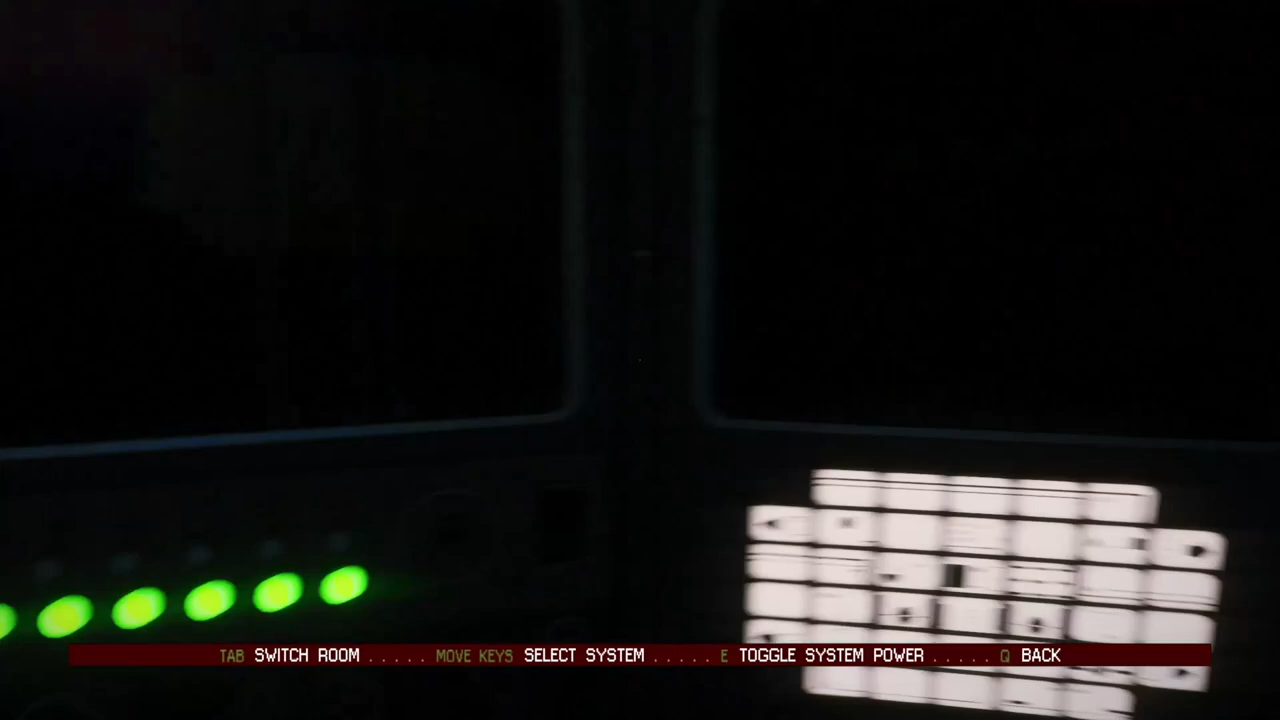 TAB SWITCH ROOM ..... MOVE KEYS SELECT SYSTEM ..... E TOGGLE SYSTEM POWER ..... Q BACK